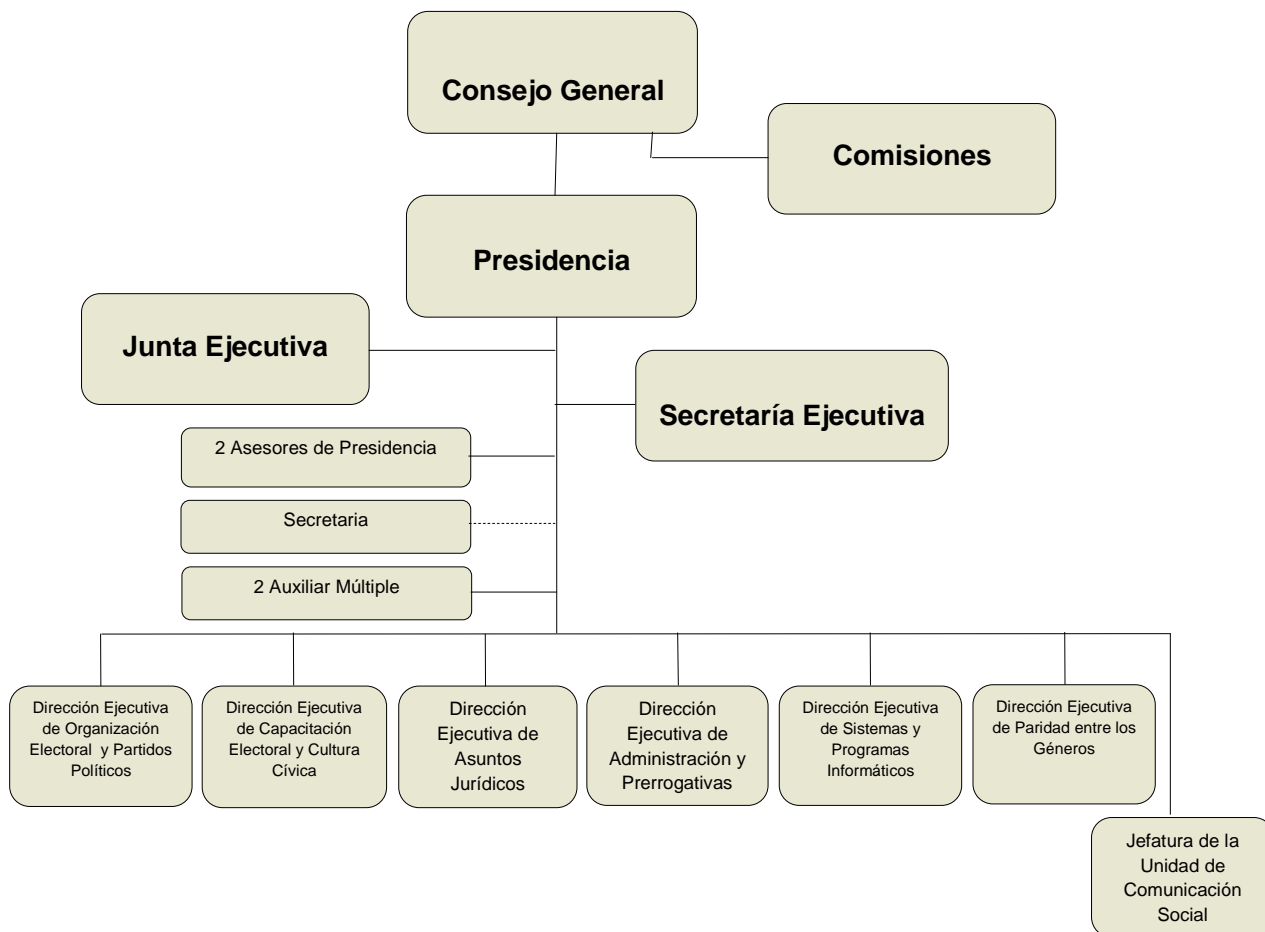 Consejo General
Comisiones
Presidencia
Junta Ejecutiva
Secretaría Ejecutiva
2 Asesores de Presidencia
Secretaria
2 Auxiliar Múltiple
Dirección Ejecutiva
de Organización
Electoral y Partidos
Políticos
Dirección Ejecutiva
de Capacitación
Electoral y Cultura
Cívica
Dirección
Ejecutiva de
Asuntos
Jurídicos
Dirección
Ejecutiva de
Administración y
Prerrogativas
Dirección Ejecutiva
de Sistemas y
Programas
Informáticos
Dirección Ejecutiva
de Paridad entre los
Géneros
Jefatura de la
Unidad de
Comunicación
Social